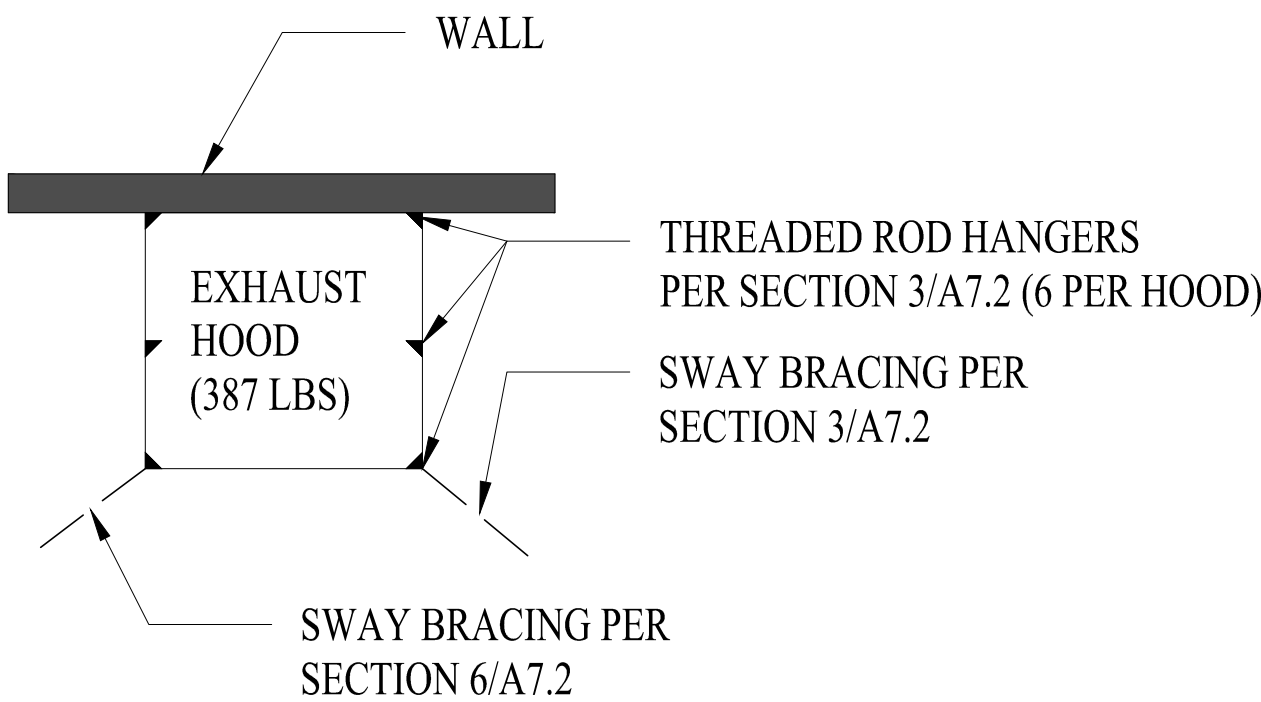 WALL
EXHAUST
HOOD
(387 LBS)
THREADED ROD HANGERS
PER SECTION 3/A7.2 (6 PER HOOD)
SWAY BRACING PER
SECTION 3/A7.2
SWAY BRACING PER
SECTION 6/A7.2